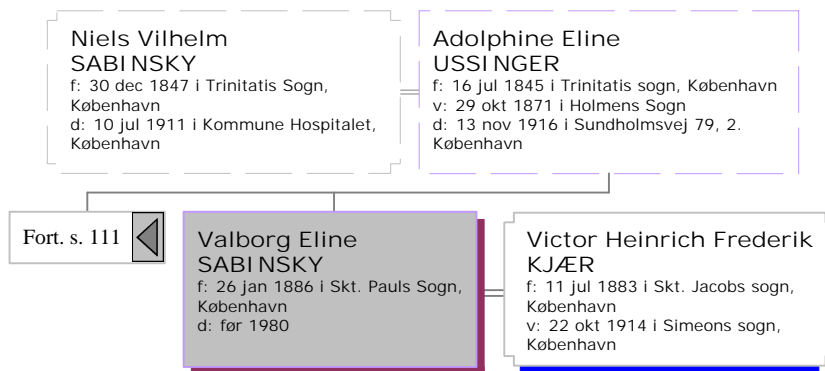 Niels Vilhelm
SABINSKY
f: 30 dec 1847 i Trinitatis Sogn,
København
d: 10 jul 1911 i Kommune Hospitalet,
København
Adolphine Eline
USSINGER
f: 16 jul 1845 i Trinitatis sogn, København
v: 29 okt 1871 i Holmens Sogn
d: 13 nov 1916 i Sundholmsvej 79, 2.
København
Fort. s. 111
Valborg Eline
SABINSKY
f: 26 jan 1886 i Skt. Pauls Sogn,
København
d: før 1980
Victor Heinrich Frederik
KJÆR
f: 11 jul 1883 i Skt. Jacobs sogn,
København
v: 22 okt 1914 i Simeons sogn,
København